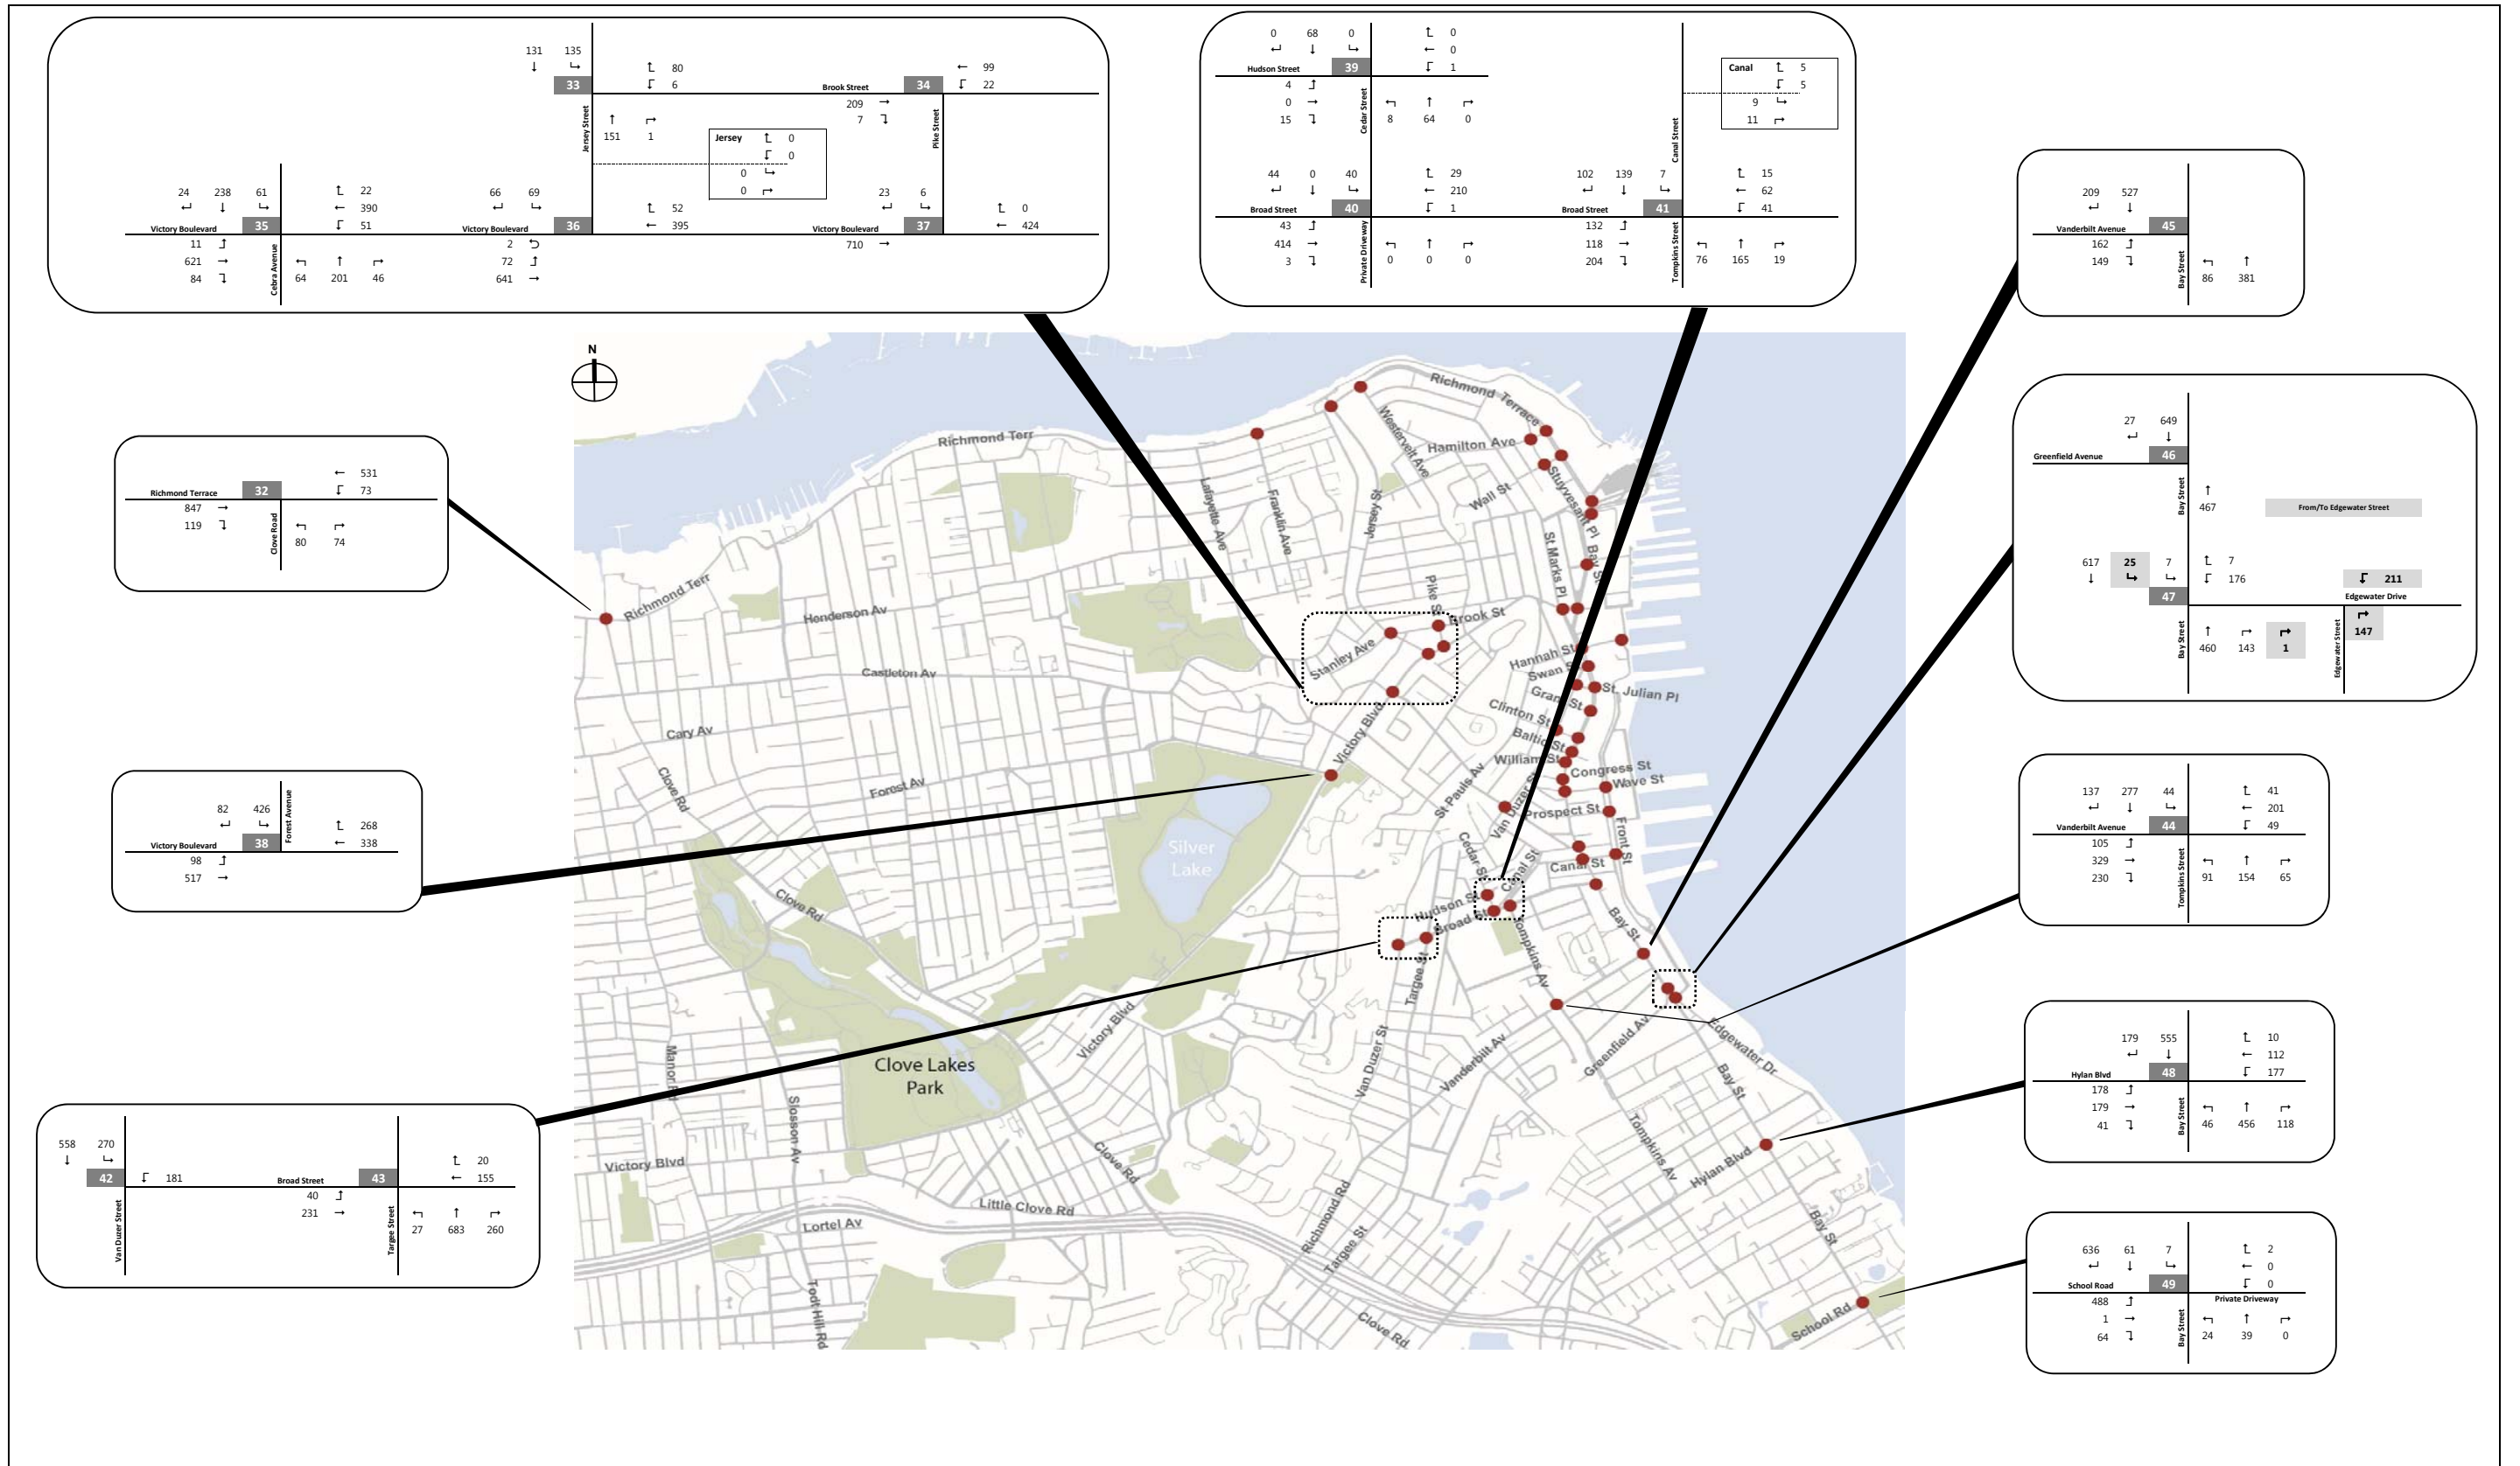 131 135
↓ ↳
33
↰ 80
↙ 6
Jersey Street
↑ ↱
151 1
Jersey ↰ 0
↙ 0
0 ↳
0 ↱
Brook Street 34
← 99
↙ 22
209 →
7 ↴
Pike Street
24 238 61
↵ ↓ ↳
Victory Boulevard 35
↰ 22
← 390
↙ 51
11 ⤴
621 →
84 ↴
Cebra Avenue
↰ ↑ ↱
64 201 46
66 69
↵ ↳
Victory Boulevard 36
↰ 52
← 395
2 ⮌
72 ⤴
641 →
23 6
↵ ↳
Victory Boulevard 37
↰ 0
← 424
710 →
0 68 0
↵ ↓ ↳
Hudson Street 39
↰ 0
← 0
↙ 1
4 ⤴
0 →
15 ↴
Cedar Street
↰ ↑ ↱
8 64 0
44 0 40
↵ ↓ ↳
Broad Street 40
↰ 29
← 210
↙ 1
43 ⤴
414 →
3 ↴
Private Driveway
↰ ↑ ↱
0 0 0
Canal Street
Canal ↰ 5
↙ 5
9 ↳
11 ↱
102 139 7
↵ ↓ ↳
Broad Street 41
↰ 15
← 62
↙ 41
132 ⤴
118 →
204 ↴
Tompkins Street
↰ ↑ ↱
76 165 19
209 527
↵ ↓
Vanderbilt Avenue 45
162 ⤴
149 ↴
Bay Street
↰ ↑
86 381
27 649
↵ ↓
Greenfield Avenue 46
Bay Street
↑
467
From/To Edgewater Street
617 25 7
↓ ↳ ↳
47
↰ 7
↙ 176
↙ 211
Edgewater Drive
Bay Street
↑ ↱ ↱
460 143 1
Edgewater Street
↱
147
← 531
↙ 73
Richmond Terrace 32
847 →
119 ↴
Clove Road
↰ ↱
80 74
82 426
↵ ↳
Forest Avenue
Victory Boulevard 38
↰ 268
← 338
98 ⤴
517 →
558 270
↓ ↳
42
↙ 181
Van Duzer Street
Broad Street 43
↰ 20
← 155
40 ⤴
231 →
Targee Street
↰ ↑ ↱
27 683 260
137 277 44
↵ ↓ ↳
Vanderbilt Avenue 44
↰ 41
← 201
↙ 49
105 ⤴
329 →
230 ↴
Tompkins Street
↰ ↑ ↱
91 154 65
179 555
↵ ↓
Hylan Blvd 48
↰ 10
← 112
↙ 177
178 ⤴
179 →
41 ↴
Bay Street
↰ ↑ ↱
46 456 118
636 61 7
↵ ↓ ↳
School Road 49
↰ 2
← 0
↙ 0
Private Driveway
488 ⤴
1 →
64 ↴
Bay Street
↰ ↑ ↱
24 39 0
N
Richmond Terrace
Richmond Terr
Westervelt Ave
Hamilton Ave
Lafayette Ave
Franklin Ave
Jersey St
Wall St
Stuyvesant Pl
St Marks Pl
Bay St
Richmond Terr
Henderson Av
Pike St
Brook St
Stanley Ave
Castleton Av
Hannah St
Swan S
Grant St
St. Julian Pl
Clinton St
Victory Blvd
Cary Av
Baltic St
William St
Congress St
Wave St
Clove Rd
Forest Av
St Pauls Av
Van Duzer St
Prospect St
Front St
Silver
Lake
Cedar St
Canal St
Canal St
Clove Rd
Hudson St
Broad St
Tompkins Av
Bay St
Targee St
Victory Blvd
Van Duzer St
Vanderbilt Av
Greenfield Av
Edgewater Dr
Manor Rd
Clove Lakes
Park
Slosson Av
Bay St
Tompkins Av
Victory Blvd
Clove Rd
Hylan Blvd
Little Clove Rd
Lortel Av
Richmond Rd
Targee St
Bay St
Todt Hill Rd
Clove Rd
School Rd